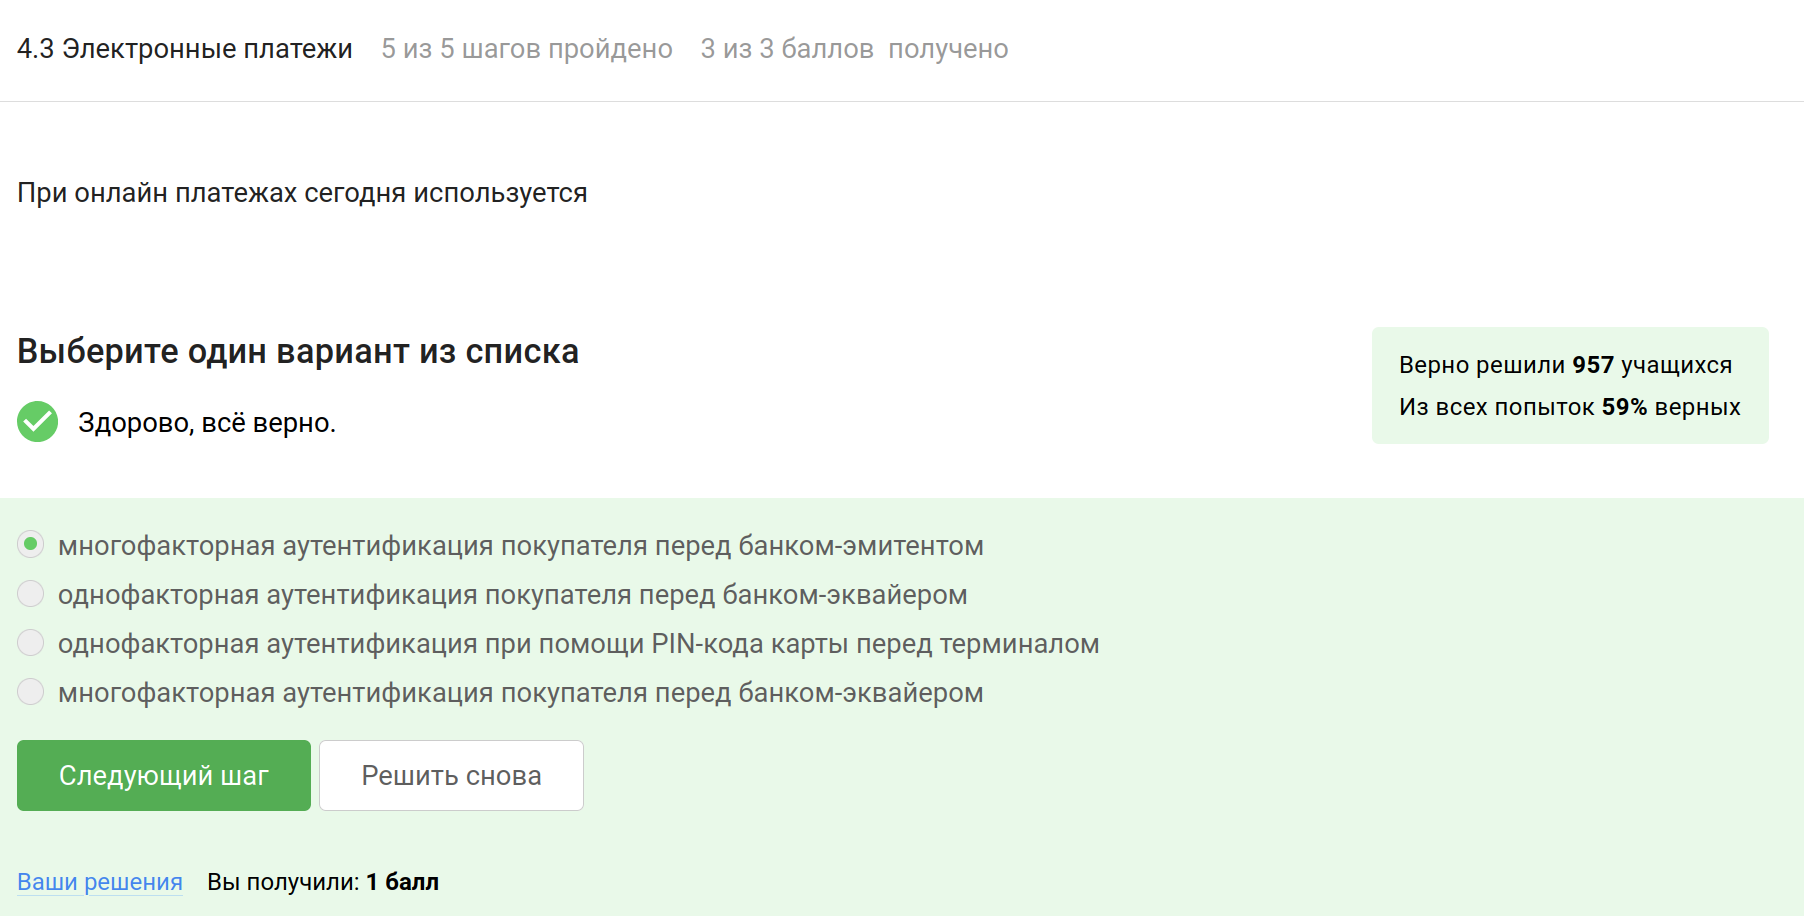 4.3 Электронные платежи 5 из 5 шагов пройдено 3 из 3 баллов получено
При онлайн платежах сегодня используется
Выберите один вариант из списка
Здорово, всё верно.
Верно решили 957 учащихся
Из всех попыток 59% верных
многофакторная аутентификация покупателя перед банком-эмитентом
однофакторная аутентификация покупателя перед банком-эквайером
однофакторная аутентификация при помощи PIN-кода карты перед терминалом
многофакторная аутентификация покупателя перед банком-эквайером
Следующий шаг Решить снова
Ваши решения Вы получили: 1 балл